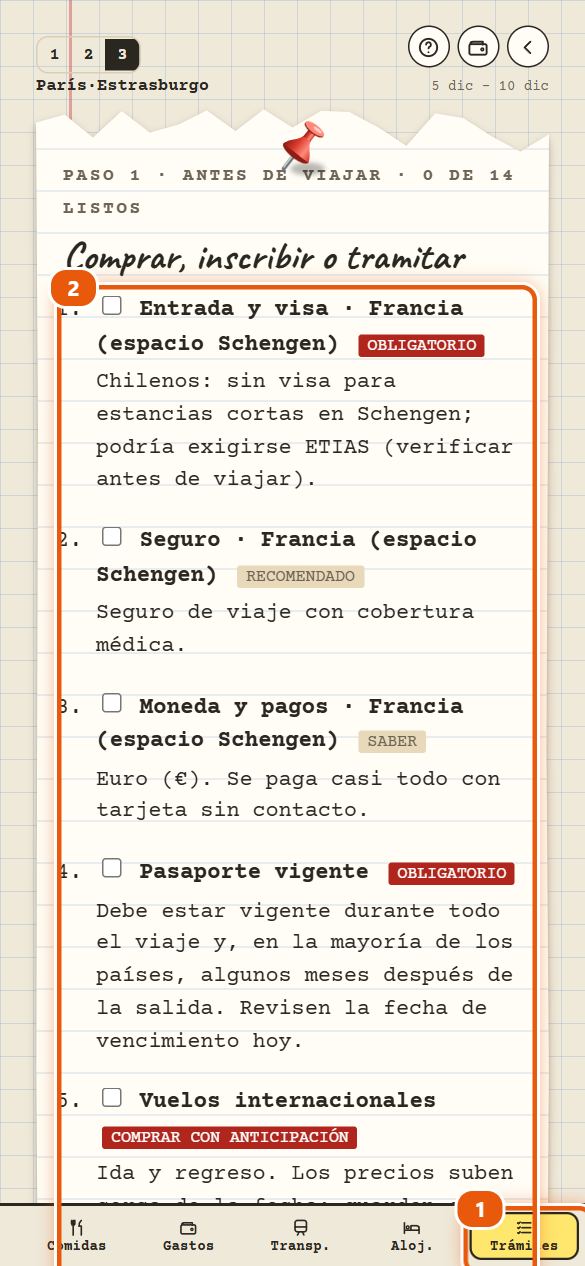 1 2 3
París·Estrasburgo
5 dic – 10 dic
PASO 1 · ANTES DE VIAJAR · 0 DE 14
LISTOS
Comprar, inscribir o tramitar
2
1. Entrada y visa · Francia
(espacio Schengen) OBLIGATORIO
Chilenos: sin visa para
estancias cortas en Schengen;
podría exigirse ETIAS (verificar
antes de viajar).
2. Seguro · Francia (espacio
Schengen) RECOMENDADO
Seguro de viaje con cobertura
médica.
3. Moneda y pagos · Francia
(espacio Schengen) SABER
Euro (€). Se paga casi todo con
tarjeta sin contacto.
4. Pasaporte vigente OBLIGATORIO
Debe estar vigente durante todo
el viaje y, en la mayoría de los
países, algunos meses después de
la salida. Revisen la fecha de
vencimiento hoy.
5. Vuelos internacionales
COMPRAR CON ANTICIPACIÓN
Ida y regreso. Los precios suben
1
Comidas Gastos Transp. Aloj. Trámites